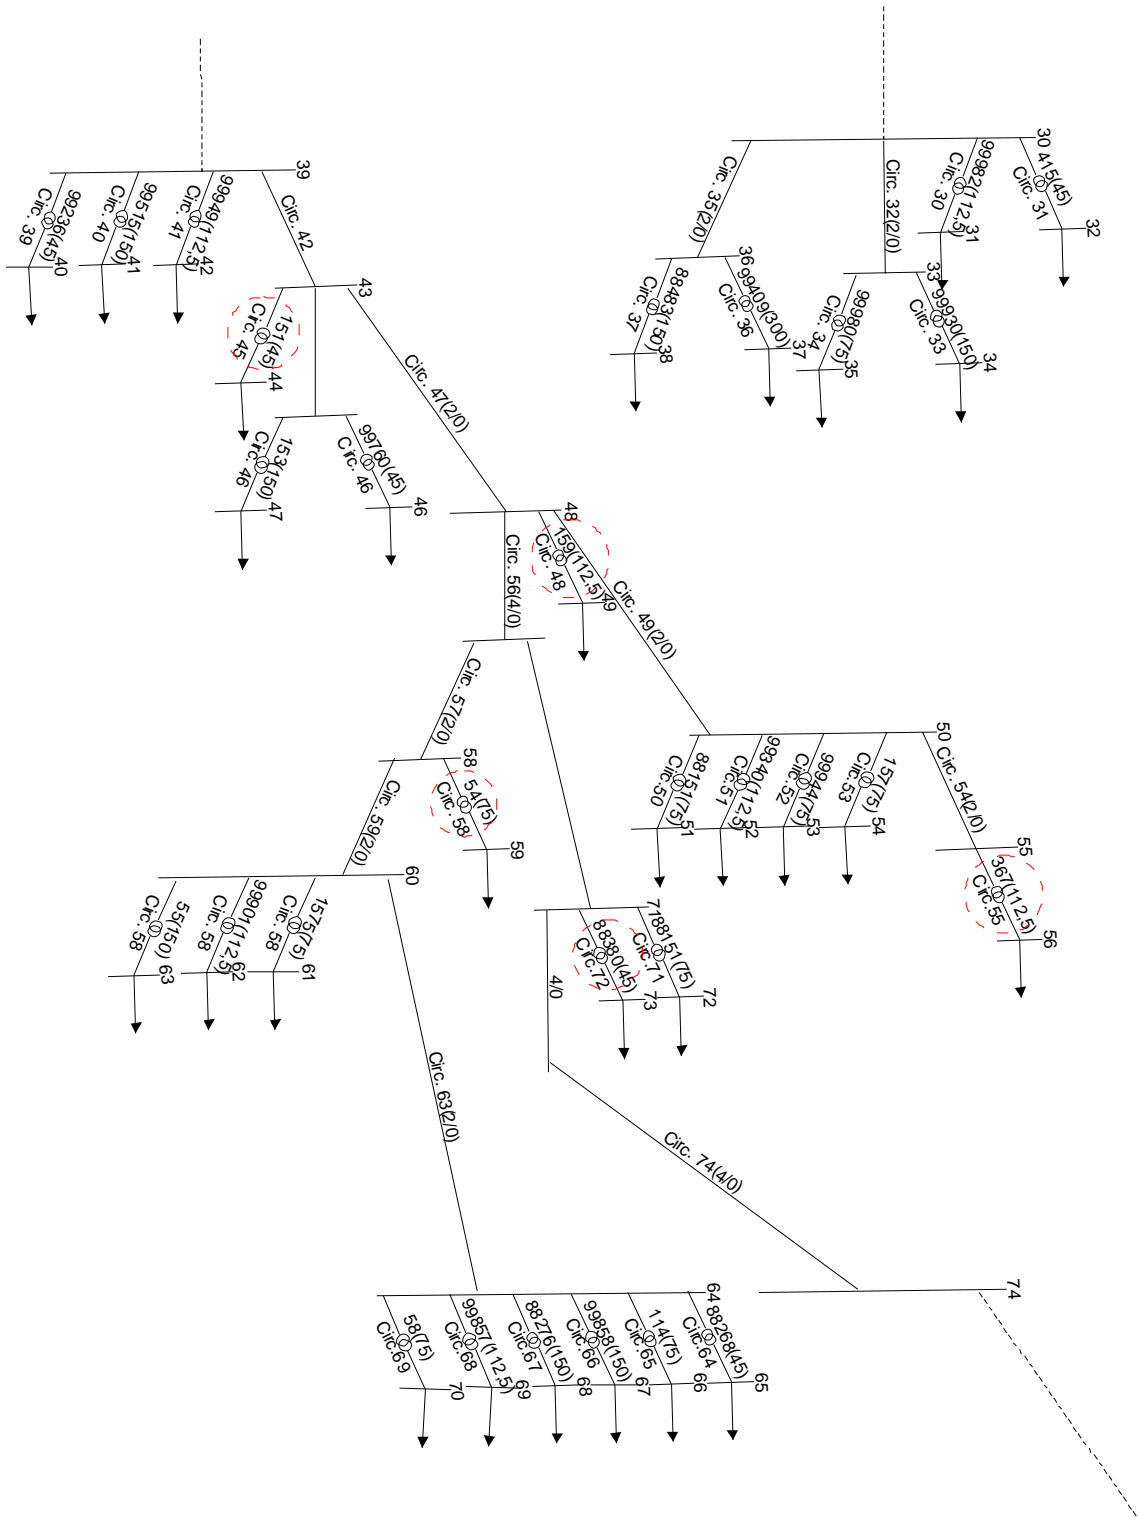 30
415(45)
Circ. 31
32
99982(112,5)
Circ. 30
31
Circ. 32(2/0)
Circ. 35(2/0)
33
99930(150)
Circ. 33
34
99980(75)
Circ. 34
35
36
99409(300)
Circ. 36
37
88483(150)
Circ. 37
38
39
99949(112,5)
Circ. 41
42
99515(150)
Circ. 40
41
99236(45)
Circ. 39
40
Circ. 42
43
151(45)
Circ. 45
44
Circ. 47(2/0)
99760(45)
Circ. 46
46
153(150)
Circ. 46
47
48
159(112,5)
Circ. 48
49
Circ. 49(2/0)
Circ. 56(4/0)
Circ. 57(2/0)
50
157(75)
Circ.53
54
99944(75)
Circ. 52
53
99340(112,5)
Circ.51
52
88151(75)
Circ.50
51
Circ. 54(2/0)
55
367(112,5)
Circ.55
56
58
54(75)
Circ. 58
59
Circ. 59(2/0)
60
1575(75)
Circ. 58
61
99901(112,5)
Circ. 58
62
55(150)
Circ. 58
63
71
88151(75)
Circ.71
72
88380(45)
Circ.72
73
4/0
Circ. 63(2/0)
Circ. 74(4/0)
74
64
88268(45)
Circ.64
65
114(75)
Circ.65
66
99858(150)
Circ.66
67
88276(150)
Circ.67
68
99857(112,5)
Circ.68
69
58(75)
Circ.69
70